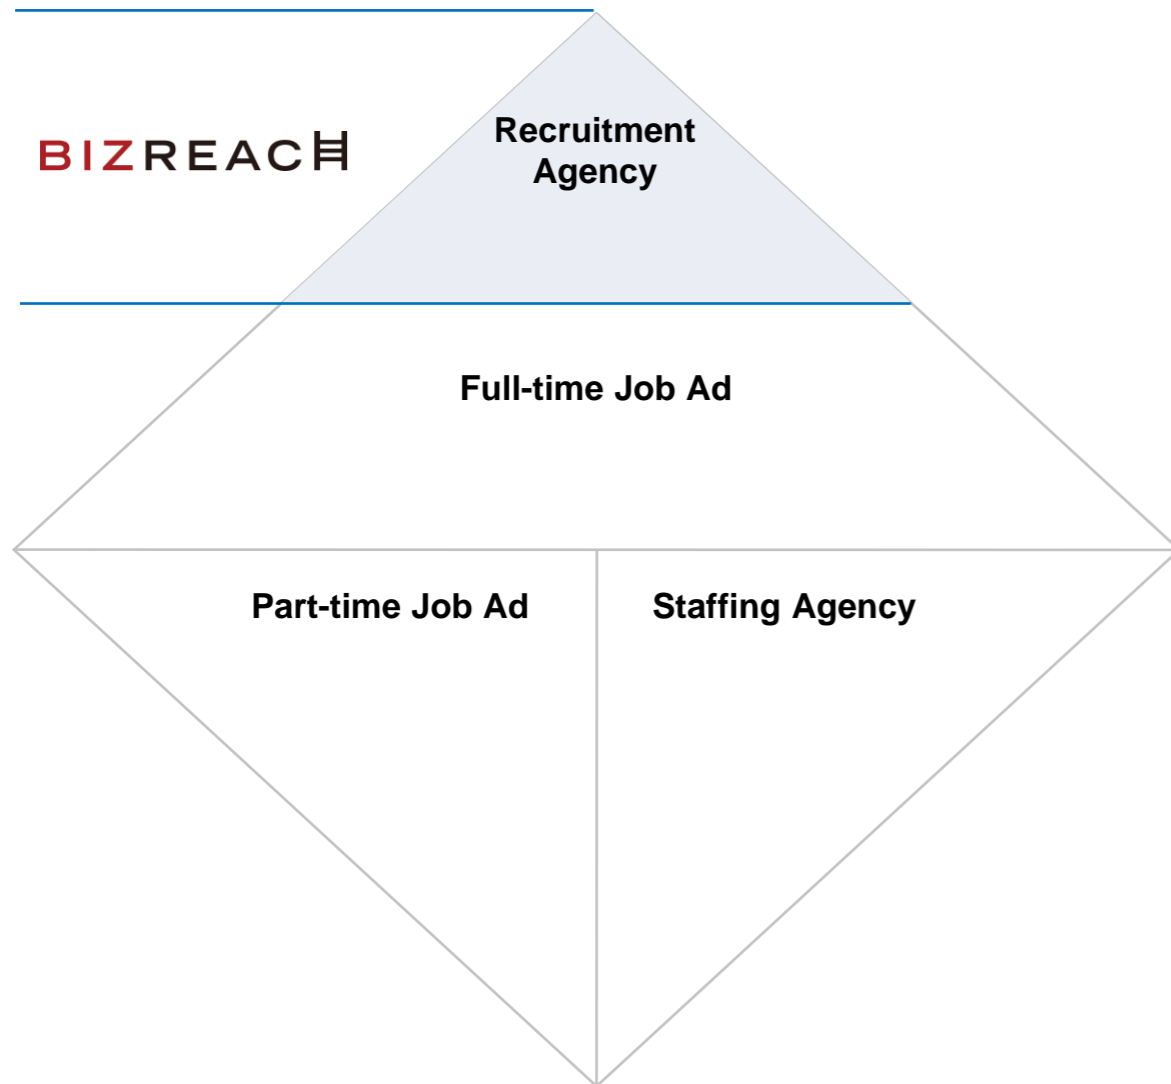 Recruitment
Agency
BIZREACH
Full-time Job Ad
Part-time Job Ad
Staffing Agency